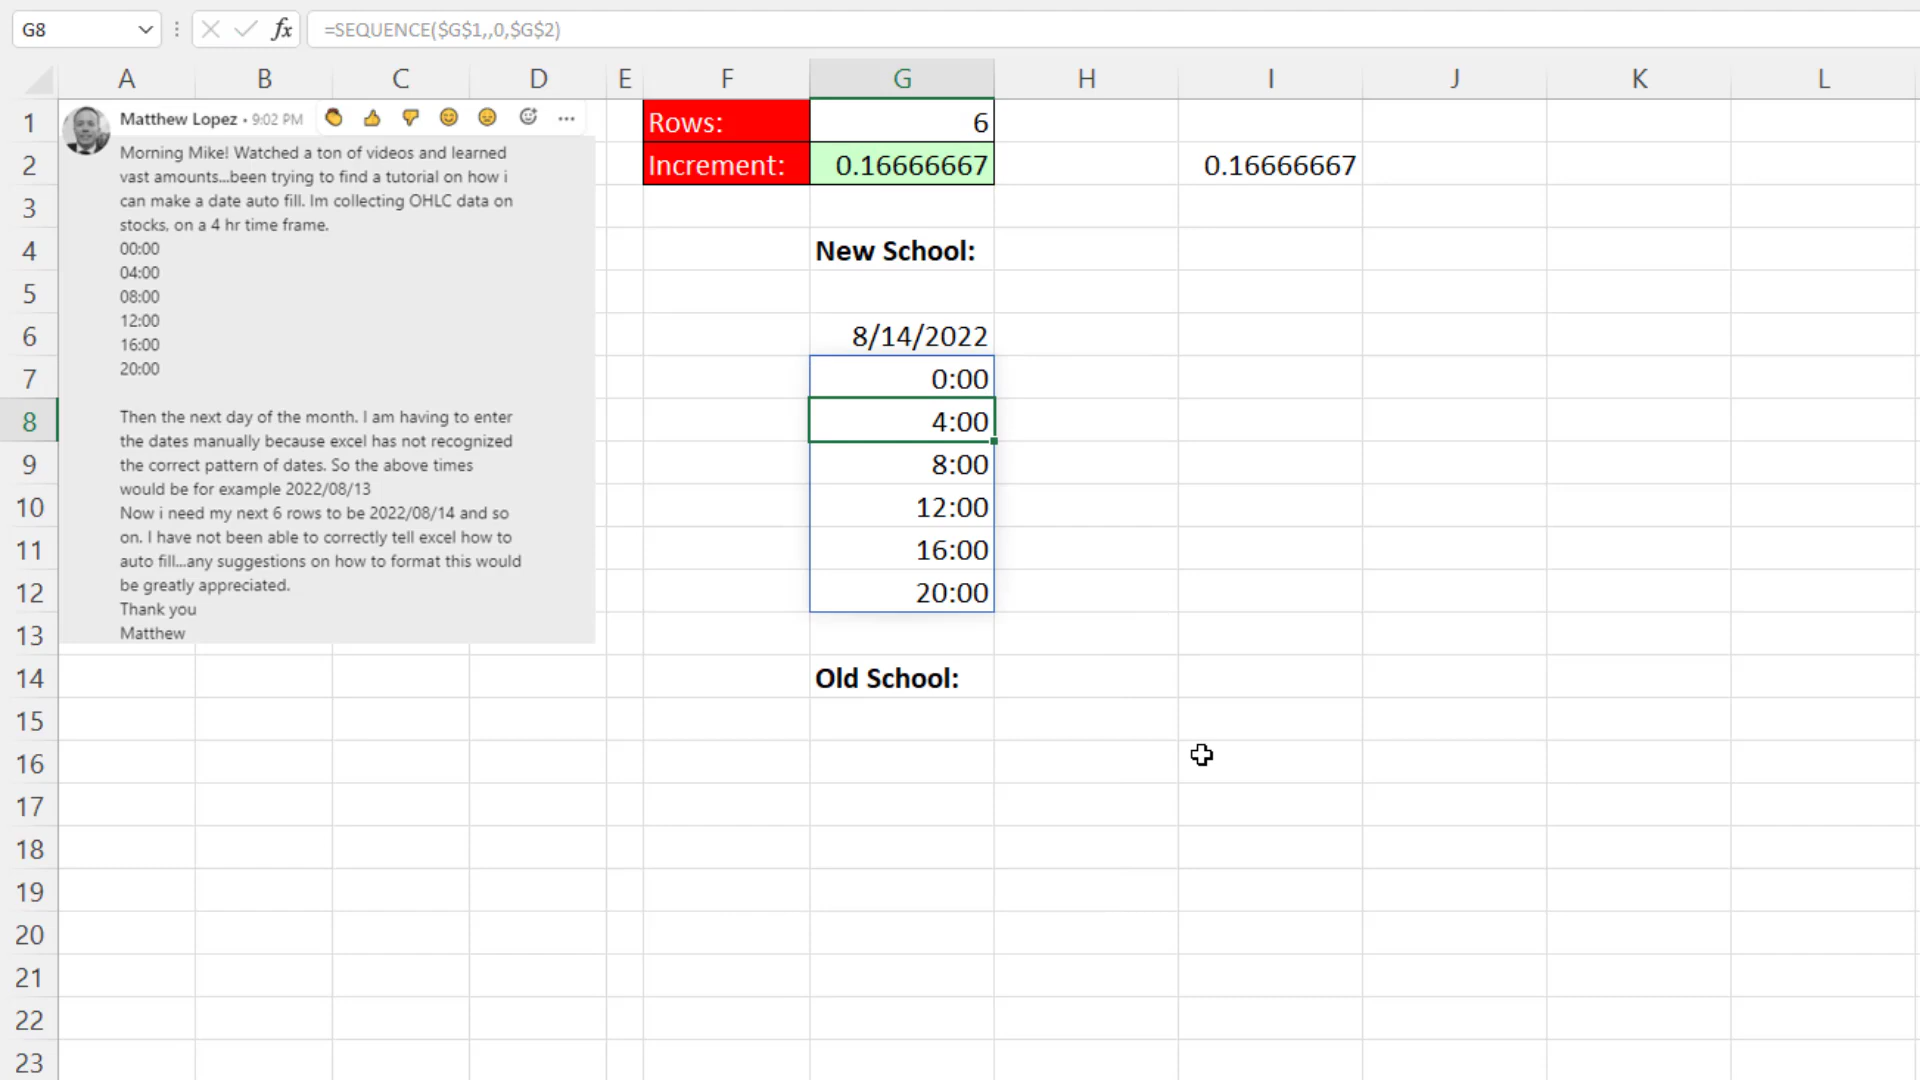 G8
fx
=SEQUENCE($G$1,,0,$G$2)
A B C D E F G H I J K L
1 Rows: 6
2 Increment: 0.16666667 0.16666667
3
4 New School:
5
6 8/14/2022
7 0:00
8 4:00
9 8:00
10 12:00
11 16:00
12 20:00
13
14 Old School:
15
16
17
18
19
20
21
22
23
Matthew Lopez • 9:02 PM
Morning Mike! Watched a ton of videos and learned
vast amounts...been trying to find a tutorial on how i
can make a date auto fill. Im collecting OHLC data on
stocks, on a 4 hr time frame.
00:00
04:00
08:00
12:00
16:00
20:00
Then the next day of the month. I am having to enter
the dates manually because excel has not recognized
the correct pattern of dates. So the above times
would be for example 2022/08/13
Now i need my next 6 rows to be 2022/08/14 and so
on. I have not been able to correctly tell excel how to
auto fill...any suggestions on how to format this would
be greatly appreciated.
Thank you
Matthew